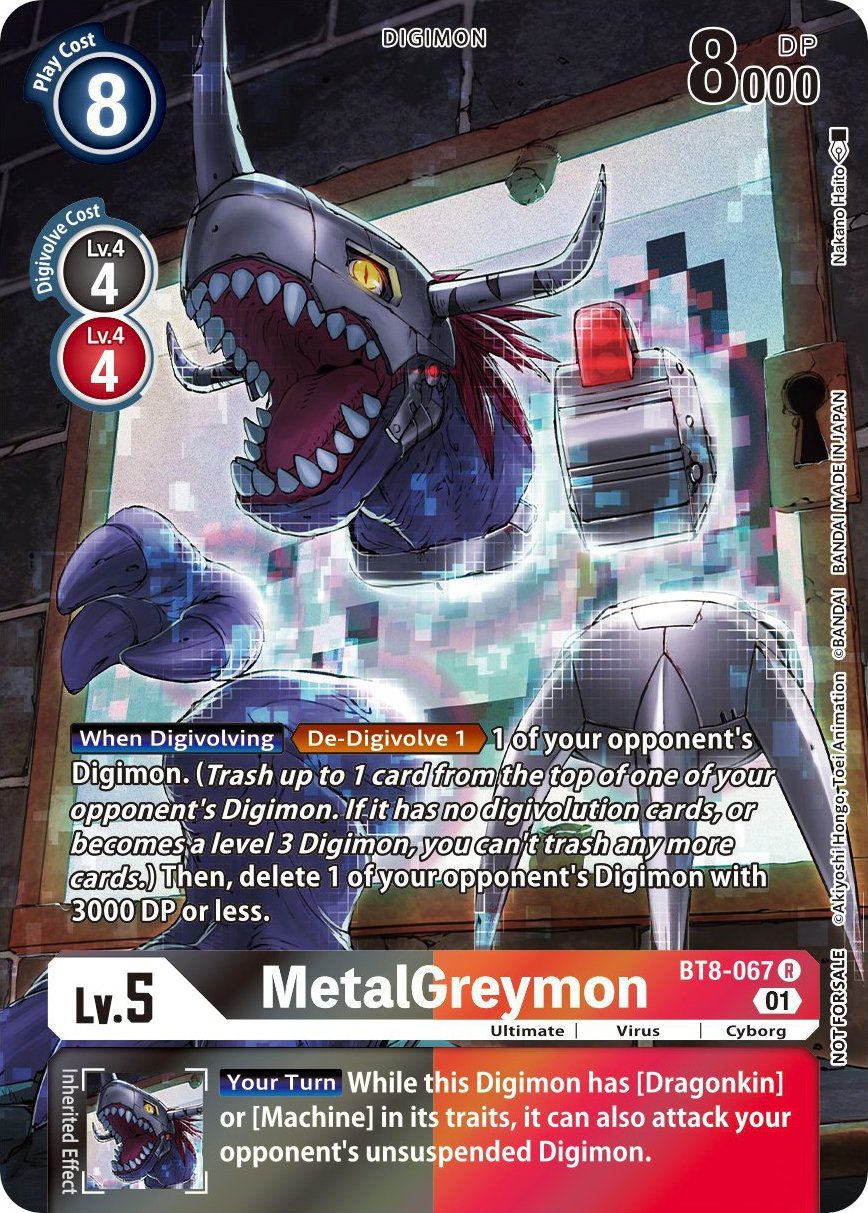 DIGIMON
Play Cost
8
DP
8000
Digivolve Cost
Lv.4
4
Lv.4
4
Nakano Haito
©Akiyoshi Hongo, Toei Animation ©BANDAI BANDAI MADE IN JAPAN
NOT FOR SALE
When Digivolving De-Digivolve 1 1 of your opponent's
Digimon. (Trash up to 1 card from the top of one of your
opponent's Digimon. If it has no digivolution cards, or
becomes a level 3 Digimon, you can't trash any more
cards.) Then, delete 1 of your opponent's Digimon with
3000 DP or less.
Lv.5
MetalGreymon
BT8-067 R
01
Ultimate | Virus | Cyborg
Inherited Effect
Your Turn While this Digimon has [Dragonkin]
or [Machine] in its traits, it can also attack your
opponent's unsuspended Digimon.